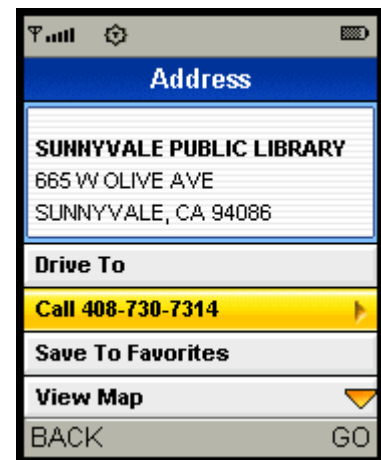 Address
SUNNYVALE PUBLIC LIBRARY
665 W OLIVE AVE
SUNNYVALE, CA 94086
Drive To
Call 408-730-7314
Save To Favorites
View Map
BACK GO